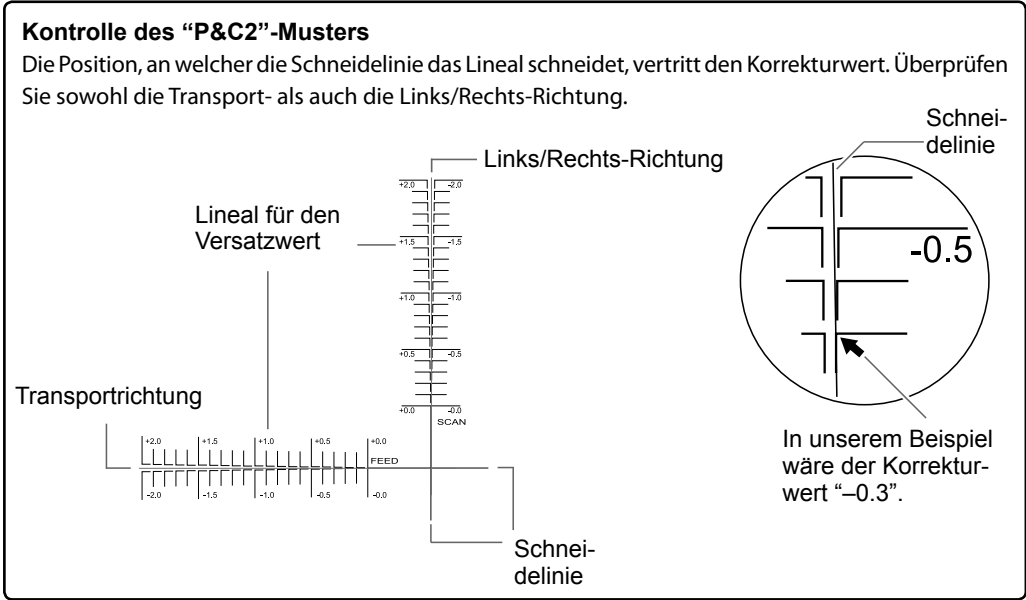 Kontrolle des “P&C2”-Musters
Die Position, an welcher die Schneidelinie das Lineal schneidet, vertritt den Korrekturwert. Überprüfen
Sie sowohl die Transport- als auch die Links/Rechts-Richtung.
Schnei-
delinie
Links/Rechts-Richtung
+2.0 -2.0
Lineal für den
Versatzwert
+1.5 -1.5
-0.5
+1.0 -1.0
+0.5 -0.5
Transportrichtung
+0.0 -0.0
SCAN
+2.0 +1.5 +1.0 +0.5 +0.0
FEED
-2.0 -1.5 -1.0 -0.5 -0.0
In unserem Beispiel
wäre der Korrektur-
wert “–0.3”.
Schnei-
delinie